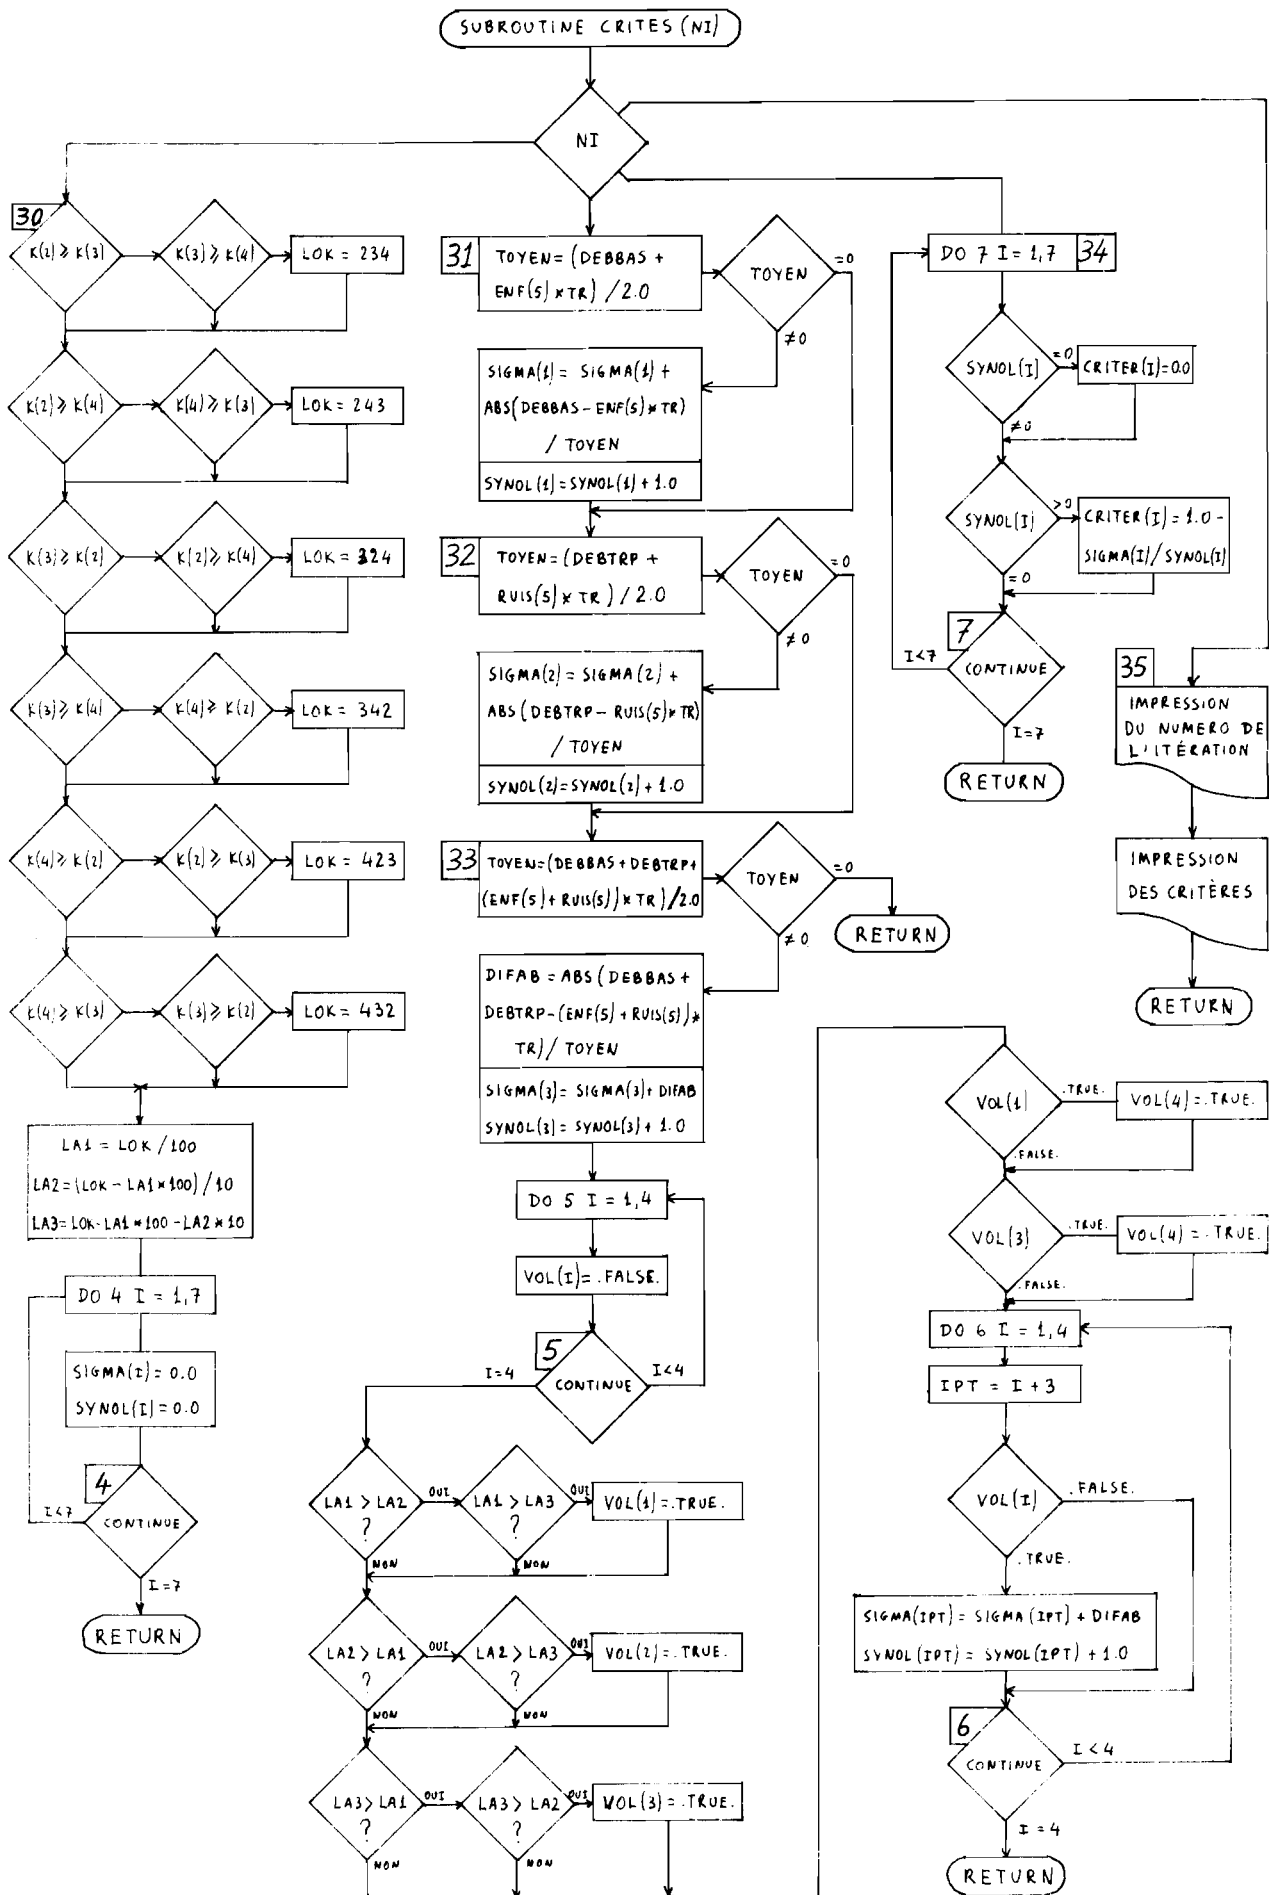 SUBROUTINE CRITES (NI)
NI
30
K(2) ≥ K(3)
K(3) ≥ K(4)
LOK = 234
K(2) ≥ K(4)
K(4) ≥ K(3)
LOK = 243
K(3) ≥ K(2)
K(2) ≥ K(4)
LOK = 324
K(3) ≥ K(4)
K(4) ≥ K(2)
LOK = 342
K(4) ≥ K(2)
K(2) ≥ K(3)
LOK = 423
K(4) ≥ K(3)
K(3) ≥ K(2)
LOK = 432
LA1 = LOK / 100
LA2 = (LOK - LA1 * 100) / 10
LA3 = LOK - LA1 * 100 - LA2 * 10
DO 4 I = 1,7
SIGMA(I) = 0.0
SYNOL(I) = 0.0
4
I<7
CONTINUE
I=7
RETURN
31
TOYEN = (DEBBAS +
ENF(5) * TR) / 2.0
TOYEN
=0
≠0
SIGMA(1) = SIGMA(1) +
ABS(DEBBAS - ENF(5) * TR)
/ TOYEN
SYNOL(1) = SYNOL(1) + 1.0
32
TOYEN = (DEBTRP +
RUIS(5) * TR) / 2.0
TOYEN
=0
≠0
SIGMA(2) = SIGMA(2) +
ABS(DEBTRP - RUIS(5) * TR)
/ TOYEN
SYNOL(2) = SYNOL(2) + 1.0
33
TOYEN = (DEBBAS + DEBTRP +
(ENF(5) + RUIS(5)) * TR) / 2.0
TOYEN
=0
≠0
RETURN
DIFAB = ABS(DEBBAS +
DEBTRP - (ENF(5) + RUIS(5)) *
TR) / TOYEN
SIGMA(3) = SIGMA(3) + DIFAB
SYNOL(3) = SYNOL(3) + 1.0
DO 5 I = 1,4
VOL(I) = .FALSE.
5
I=4
CONTINUE
I<4
LA1 > LA2
?
OUI
NON
LA1 > LA3
?
OUI
NON
VOL(1) = .TRUE.
LA2 > LA1
?
OUI
NON
LA2 > LA3
?
OUI
NON
VOL(2) = .TRUE.
LA3 > LA1
?
OUI
NON
LA3 > LA2
?
OUI
NON
VOL(3) = .TRUE.
DO 7 I = 1,7
34
SYNOL(I)
=0
CRITER(I)=0.0
≠0
SYNOL(I)
>0
CRITER(I) = 1.0 -
SIGMA(I) / SYNOL(I)
=0
7
I<7
CONTINUE
I=7
RETURN
35
IMPRESSION
DU NUMERO DE
L'ITÉRATION
IMPRESSION
DES CRITÈRES
RETURN
VOL(1)
.TRUE.
VOL(4) = .TRUE.
.FALSE.
VOL(3)
.TRUE.
VOL(4) = .TRUE.
.FALSE.
DO 6 I = 1,4
IPT = I + 3
VOL(I)
.FALSE.
.TRUE.
SIGMA(IPT) = SIGMA(IPT) + DIFAB
SYNOL(IPT) = SYNOL(IPT) + 1.0
6
CONTINUE
I < 4
I = 4
RETURN